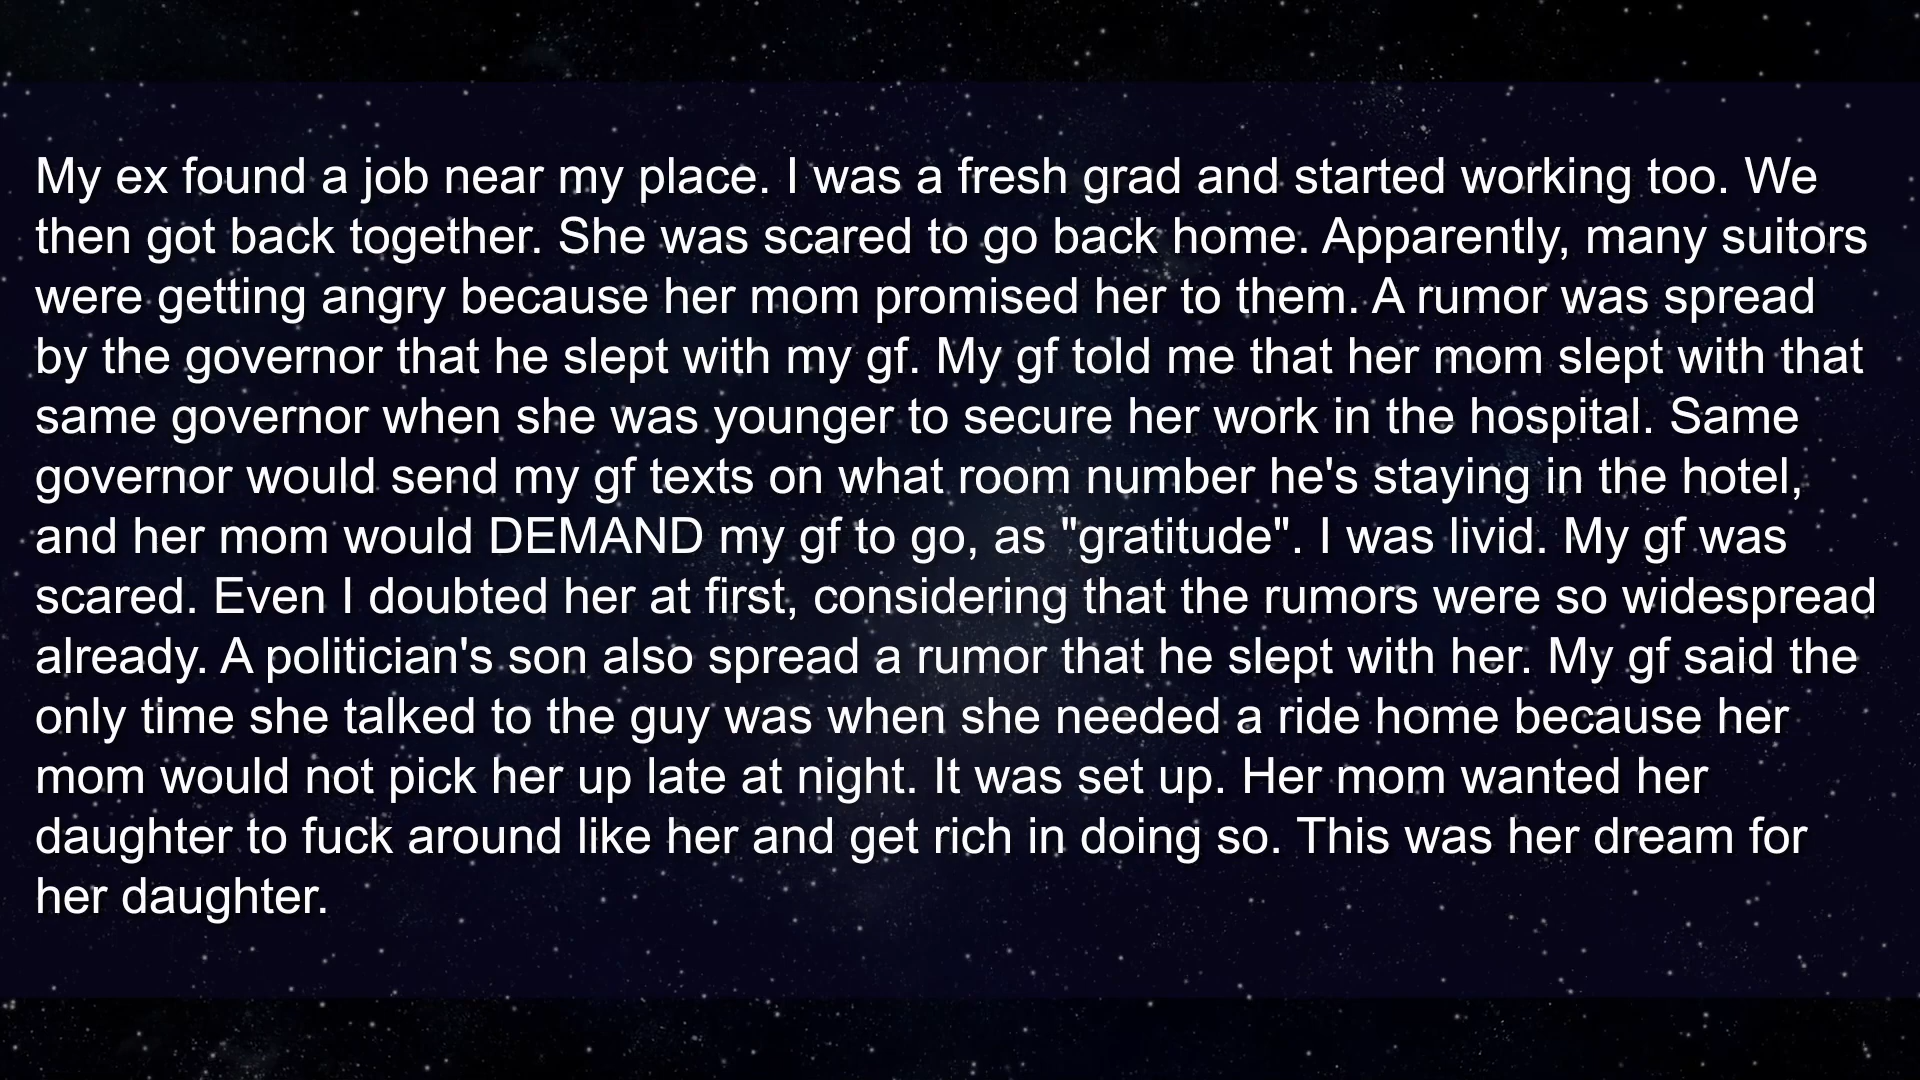 My ex found a job near my place. I was a fresh grad and started working too. We
then got back together. She was scared to go back home. Apparently, many suitors
were getting angry because her mom promised her to them. A rumor was spread
by the governor that he slept with my gf. My gf told me that her mom slept with that
same governor when she was younger to secure her work in the hospital. Same
governor would send my gf texts on what room number he's staying in the hotel,
and her mom would DEMAND my gf to go, as "gratitude". I was livid. My gf was
scared. Even I doubted her at first, considering that the rumors were so widespread
already. A politician's son also spread a rumor that he slept with her. My gf said the
only time she talked to the guy was when she needed a ride home because her
mom would not pick her up late at night. It was set up. Her mom wanted her
daughter to fuck around like her and get rich in doing so. This was her dream for
her daughter.